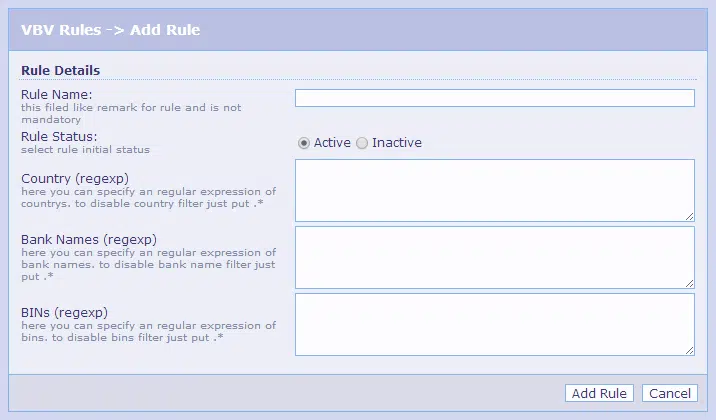 VBV Rules -> Add Rule
Rule Details
Rule Name:
this filed like remark for rule and is not
mandatory
Rule Status:
select rule initial status
Active Inactive
Country (regexp)
here you can specify an regular expression of
countrys. to disable country filter just put .*
Bank Names (regexp)
here you can specify an regular expression of
bank names. to disable bank name filter just
put .*
BINs (regexp)
here you can specify an regular expression of
bins. to disable bins filter just put .*
Add Rule Cancel